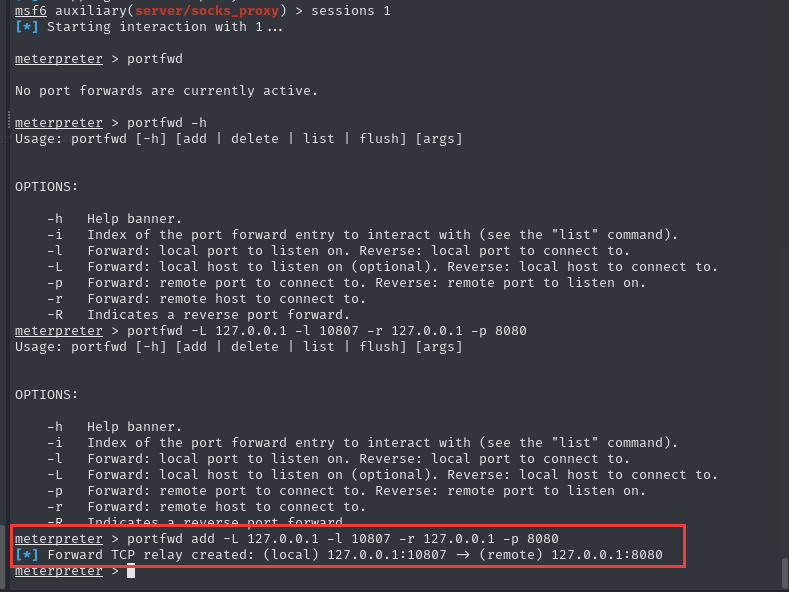 msf6 auxiliary(server/socks_proxy) > sessions 1
[*] Starting interaction with 1...
meterpreter > portfwd
No port forwards are currently active.
meterpreter > portfwd -h
Usage: portfwd [-h] [add | delete | list | flush] [args]
OPTIONS:
-h Help banner.
-i Index of the port forward entry to interact with (see the "list" command).
-l Forward: local port to listen on. Reverse: local port to connect to.
-L Forward: local host to listen on (optional). Reverse: local host to connect to.
-p Forward: remote port to connect to. Reverse: remote port to listen on.
-r Forward: remote host to connect to.
-R Indicates a reverse port forward.
meterpreter > portfwd -L 127.0.0.1 -l 10807 -r 127.0.0.1 -p 8080
Usage: portfwd [-h] [add | delete | list | flush] [args]
OPTIONS:
-h Help banner.
-i Index of the port forward entry to interact with (see the "list" command).
-l Forward: local port to listen on. Reverse: local port to connect to.
-L Forward: local host to listen on (optional). Reverse: local host to connect to.
-p Forward: remote port to connect to. Reverse: remote port to listen on.
-r Forward: remote host to connect to.
-R Indicates a reverse port forward.
meterpreter > portfwd add -L 127.0.0.1 -l 10807 -r 127.0.0.1 -p 8080
[*] Forward TCP relay created: (local) 127.0.0.1:10807 → (remote) 127.0.0.1:8080
meterpreter >